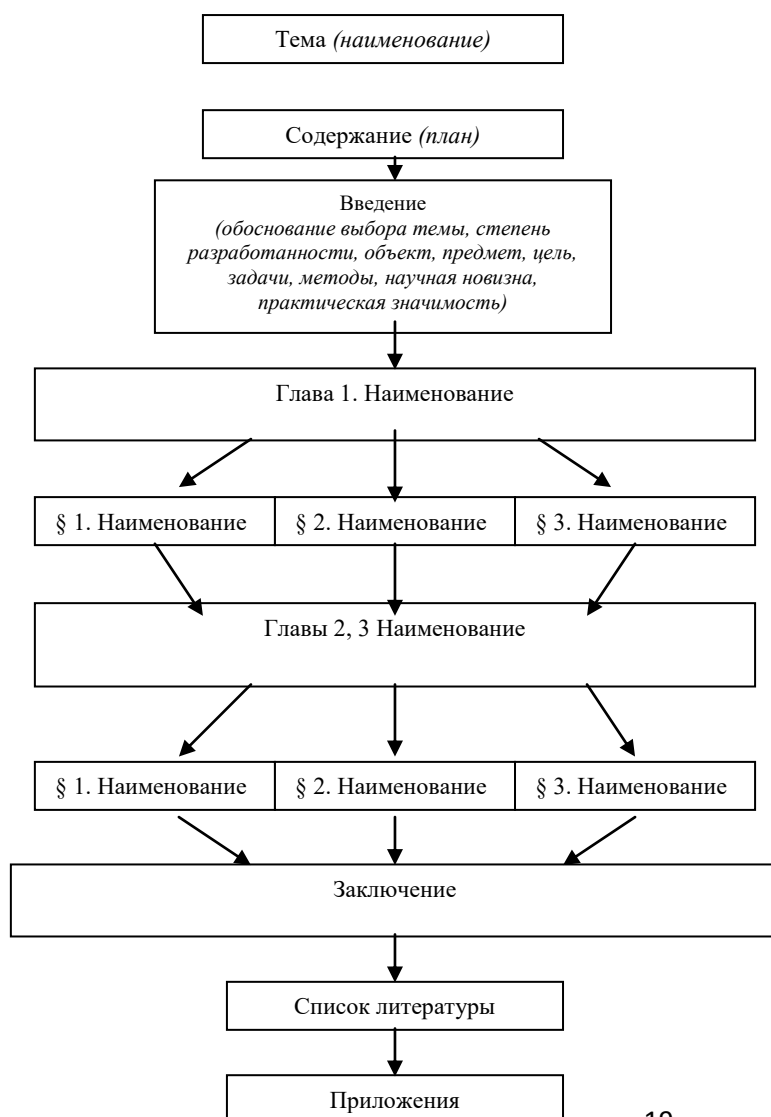 Тема (наименование)
Содержание (план)
Введение
(обоснование выбора темы, степень
разработанности, объект, предмет, цель,
задачи, методы, научная новизна,
практическая значимость)
Глава 1. Наименование
§ 1. Наименование
§ 2. Наименование
§ 3. Наименование
Главы 2, 3 Наименование
§ 1. Наименование
§ 2. Наименование
§ 3. Наименование
Заключение
Список литературы
Приложения